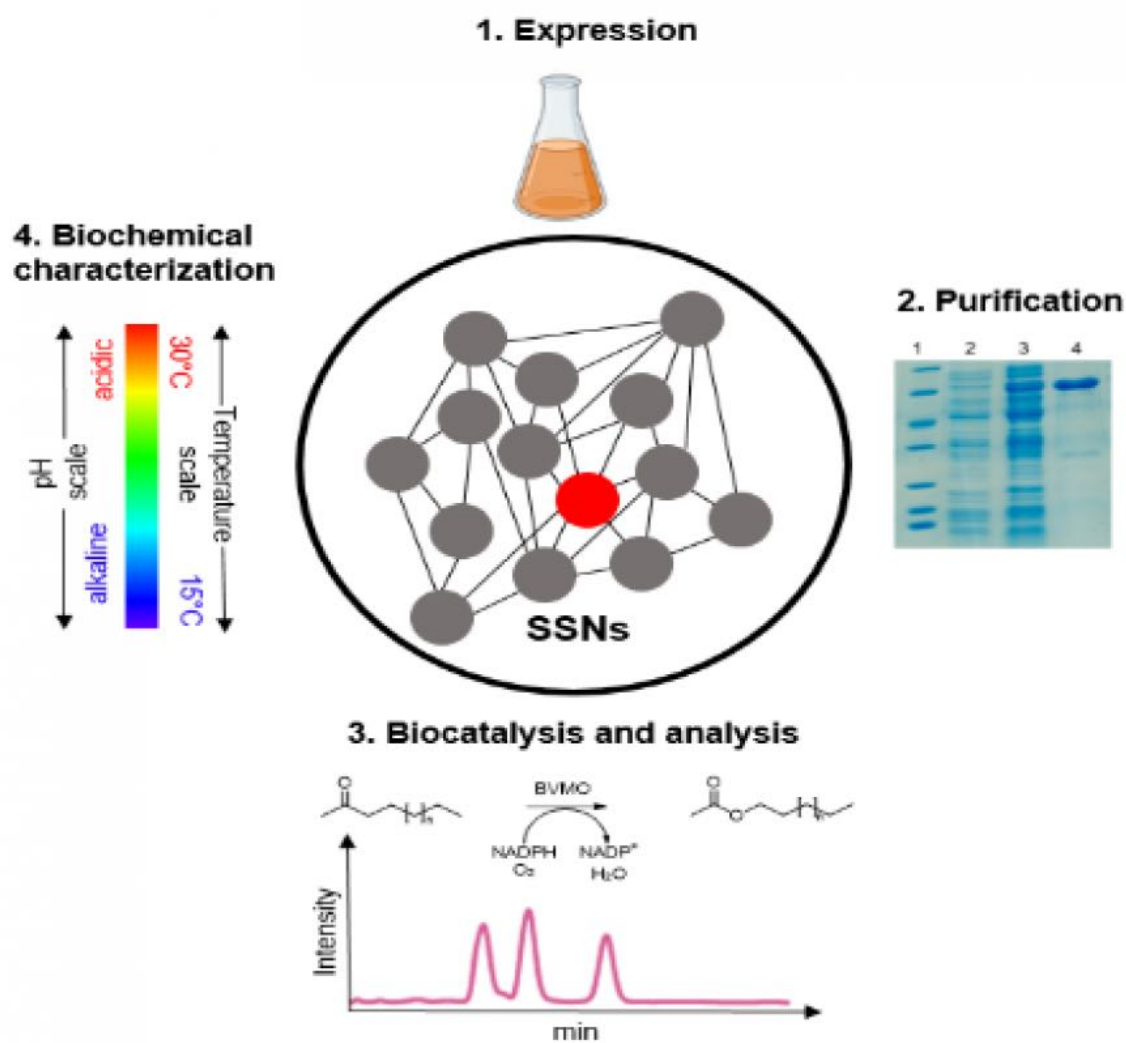 1. Expression
4. Biochemical
characterization
acidic
alkaline
pH
scale
30°C
scale
15°C
Temperature
2. Purification
1 2 3 4
SSNs
3. Biocatalysis and analysis
O
n
BVMO
NADPH NADP+
O₂ H₂O
O
O
n
Intensity
min